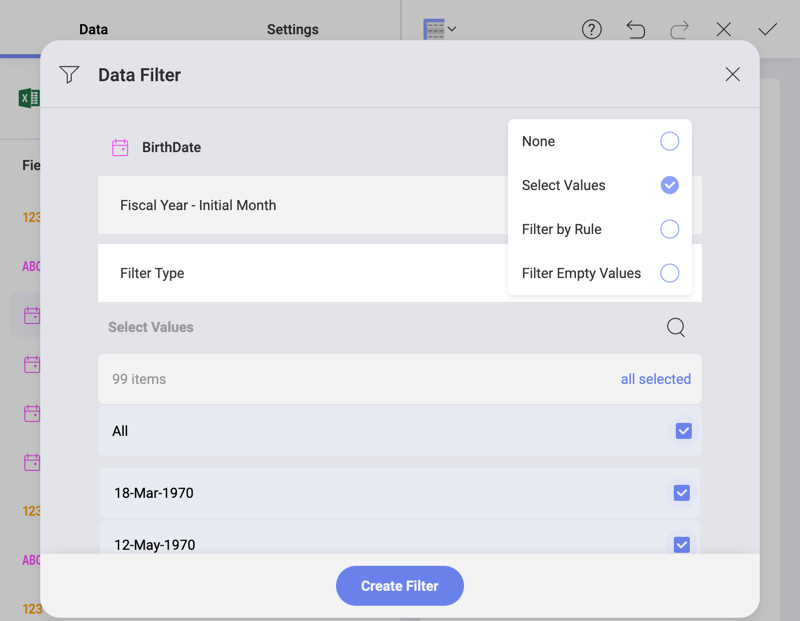 Data
Settings
Data Filter
Fie
BirthDate
None
Select Values
Fiscal Year - Initial Month
123
Filter by Rule
ABC
Filter Type
Filter Empty Values
Select Values
99 items
all selected
All
18-Mar-1970
123
12-May-1970
ABC
Create Filter
123